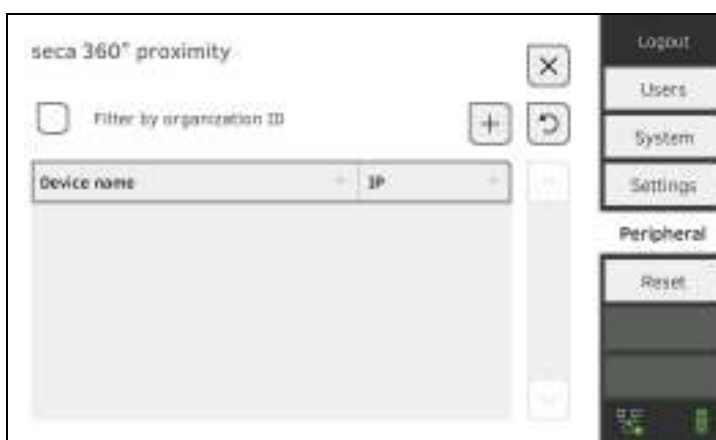 seca 360° proximity
Filter by organization ID
Device name
IP
Logout
Users
System
Settings
Peripheral
Reset